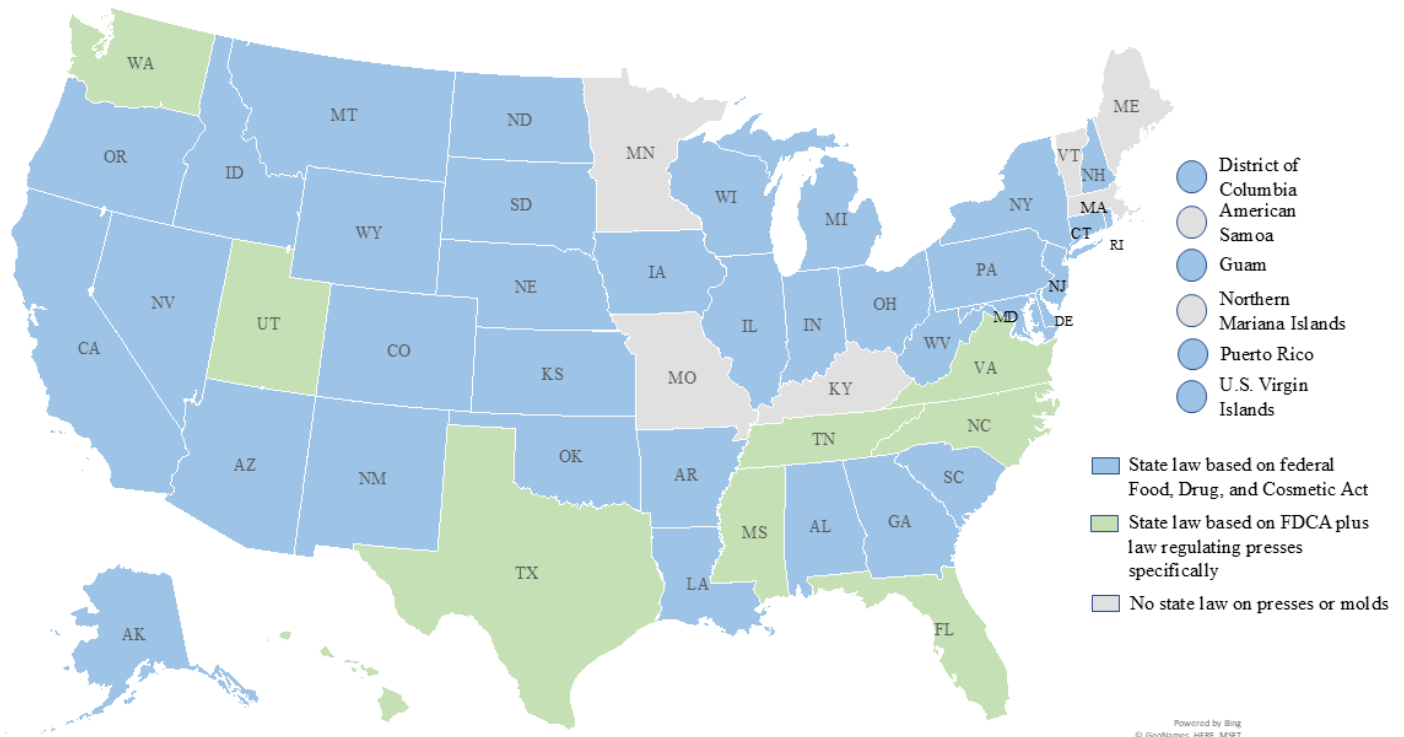 WA
MT
ND
MN
ME
OR
ID
SD
WI
MI
VT
NH
NY
MA
CT
RI
WY
IA
NE
PA
NJ
NV
UT
CO
IL
IN
OH
MD
DE
WV
CA
KS
MO
KY
VA
AZ
NM
OK
AR
TN
NC
SC
MS
AL
GA
TX
LA
FL
AK
District of
Columbia
American
Samoa
Guam
Northern
Mariana Islands
Puerto Rico
U.S. Virgin
Islands
State law based on federal
Food, Drug, and Cosmetic Act
State law based on FDCA plus
law regulating presses
specifically
No state law on presses or molds
Powered by Bing
© GeoNames, HERE, MSFT